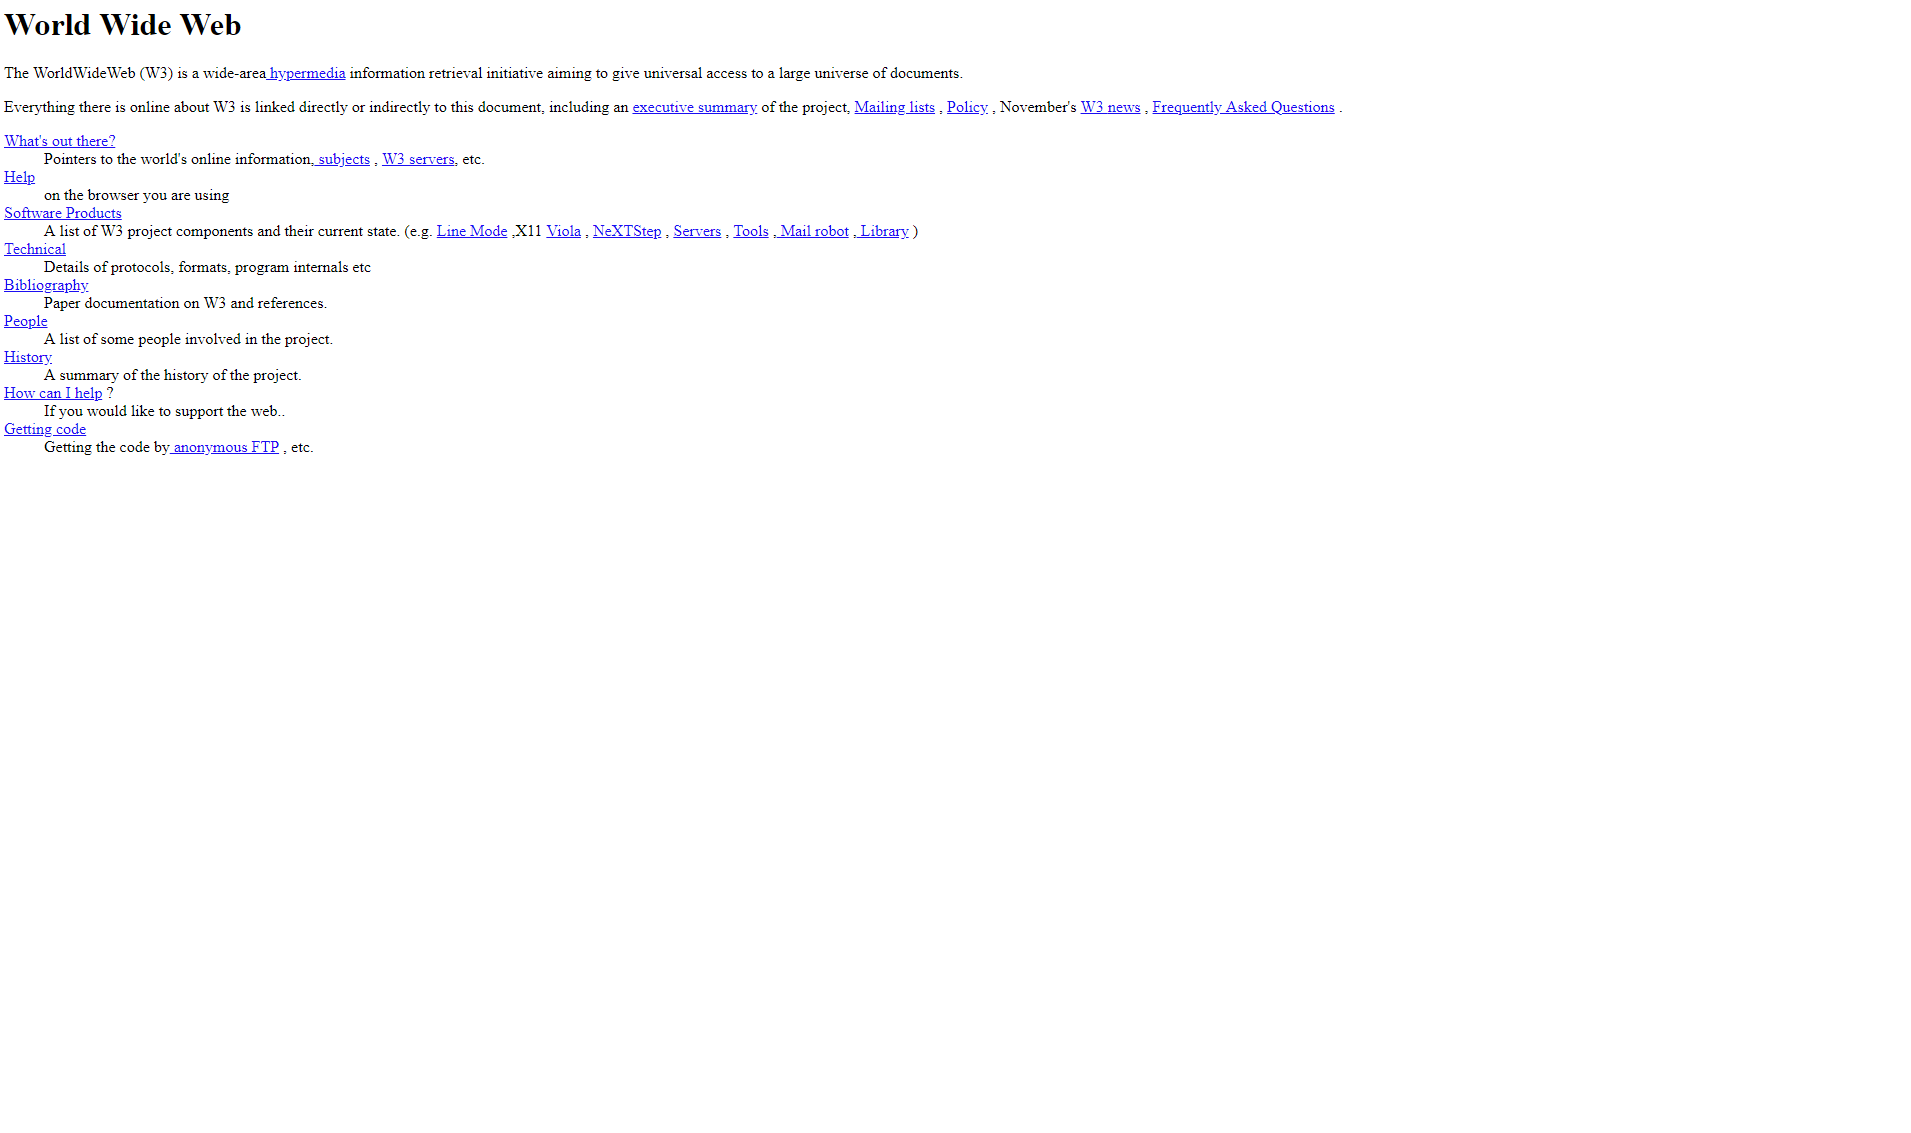 World Wide Web
The WorldWideWeb (W3) is a wide-area hypermedia information retrieval initiative aiming to give universal access to a large universe of documents.
Everything there is online about W3 is linked directly or indirectly to this document, including an executive summary of the project, Mailing lists , Policy , November's W3 news , Frequently Asked Questions .
What's out there?
Pointers to the world's online information, subjects , W3 servers, etc.
Help
on the browser you are using
Software Products
A list of W3 project components and their current state. (e.g. Line Mode ,X11 Viola , NeXTStep , Servers , Tools , Mail robot , Library )
Technical
Details of protocols, formats, program internals etc
Bibliography
Paper documentation on W3 and references.
People
A list of some people involved in the project.
History
A summary of the history of the project.
How can I help ?
If you would like to support the web..
Getting code
Getting the code by anonymous FTP , etc.